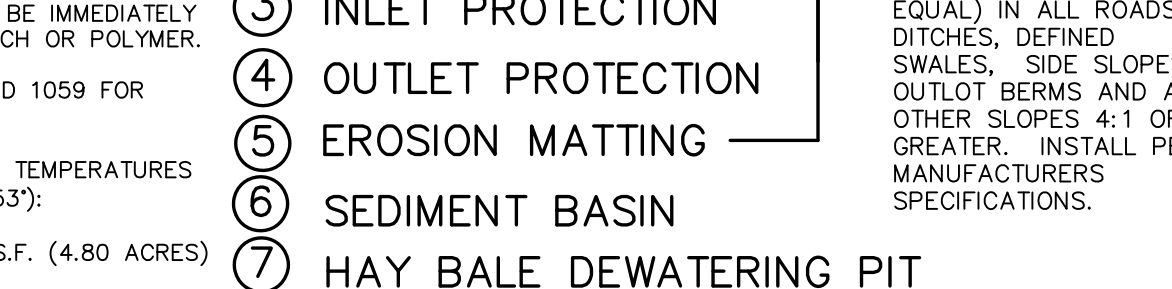 BE IMMEDIATELY
CH OR POLYMER.
D 1059 FOR
TEMPERATURES
53°):
S.F. (4.80 ACRES)
3 INLET PROTECTION
4 OUTLET PROTECTION
5 EROSION MATTING
6 SEDIMENT BASIN
7 HAY BALE DEWATERING PIT
EQUAL) IN ALL ROADS
DITCHES, DEFINED
SWALES, SIDE SLOPES
OUTLOT BERMS AND A
OTHER SLOPES 4:1 OR
GREATER. INSTALL PE
MANUFACTURERS
SPECIFICATIONS.